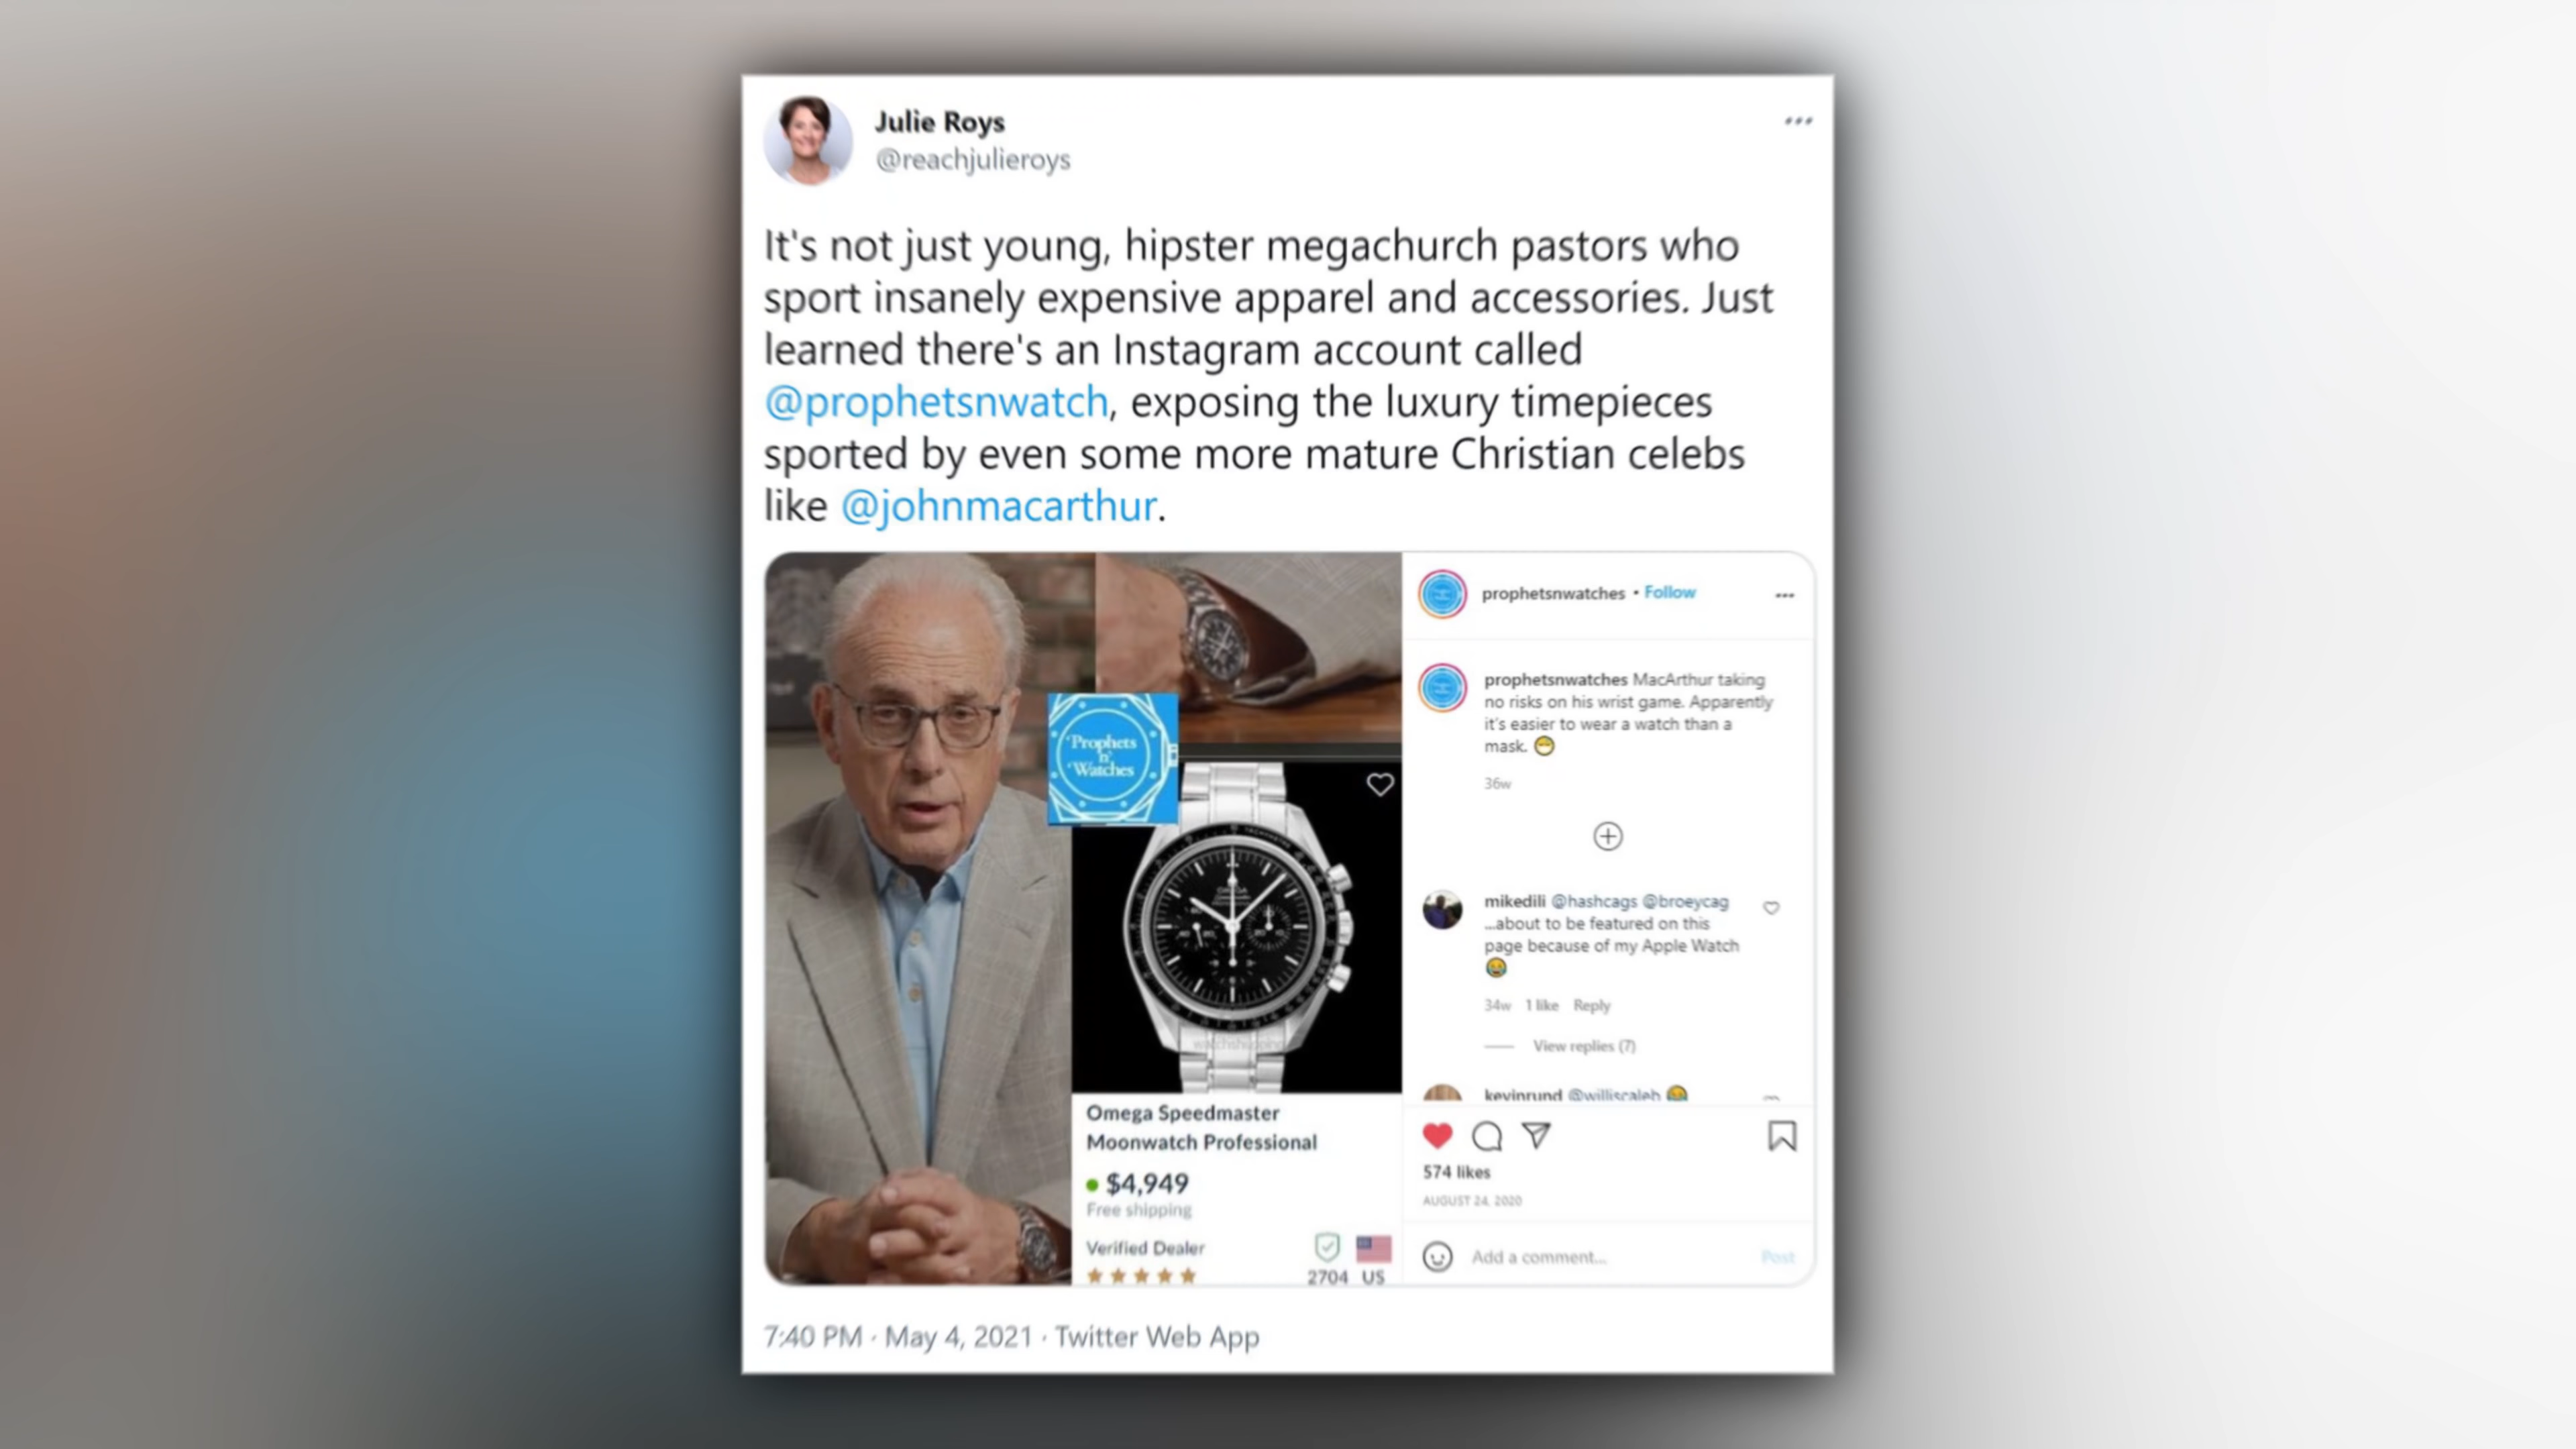 Julie Roys
@reachjulieroys
It's not just young, hipster megachurch pastors who
sport insanely expensive apparel and accessories. Just
learned there's an Instagram account called
@prophetsnwatch, exposing the luxury timepieces
sported by even some more mature Christian celebs
like @johnmacarthur.
'Prophets
'n'
'Watches
Omega Speedmaster
Moonwatch Professional
$4,949
Free shipping
Verified Dealer
2704 US
prophetsnwatches • Follow
prophetsnwatches MacArthur taking
no risks on his wrist game. Apparently
it's easier to wear a watch than a
mask. 😷
36w
mikedili @hashcags @broeycag
...about to be featured on this
page because of my Apple Watch
😂
34w 1 like Reply
View replies (7)
kevinrund @williscaleb 😂
574 likes
AUGUST 24, 2020
Add a comment... Post
7:40 PM · May 4, 2021 · Twitter Web App